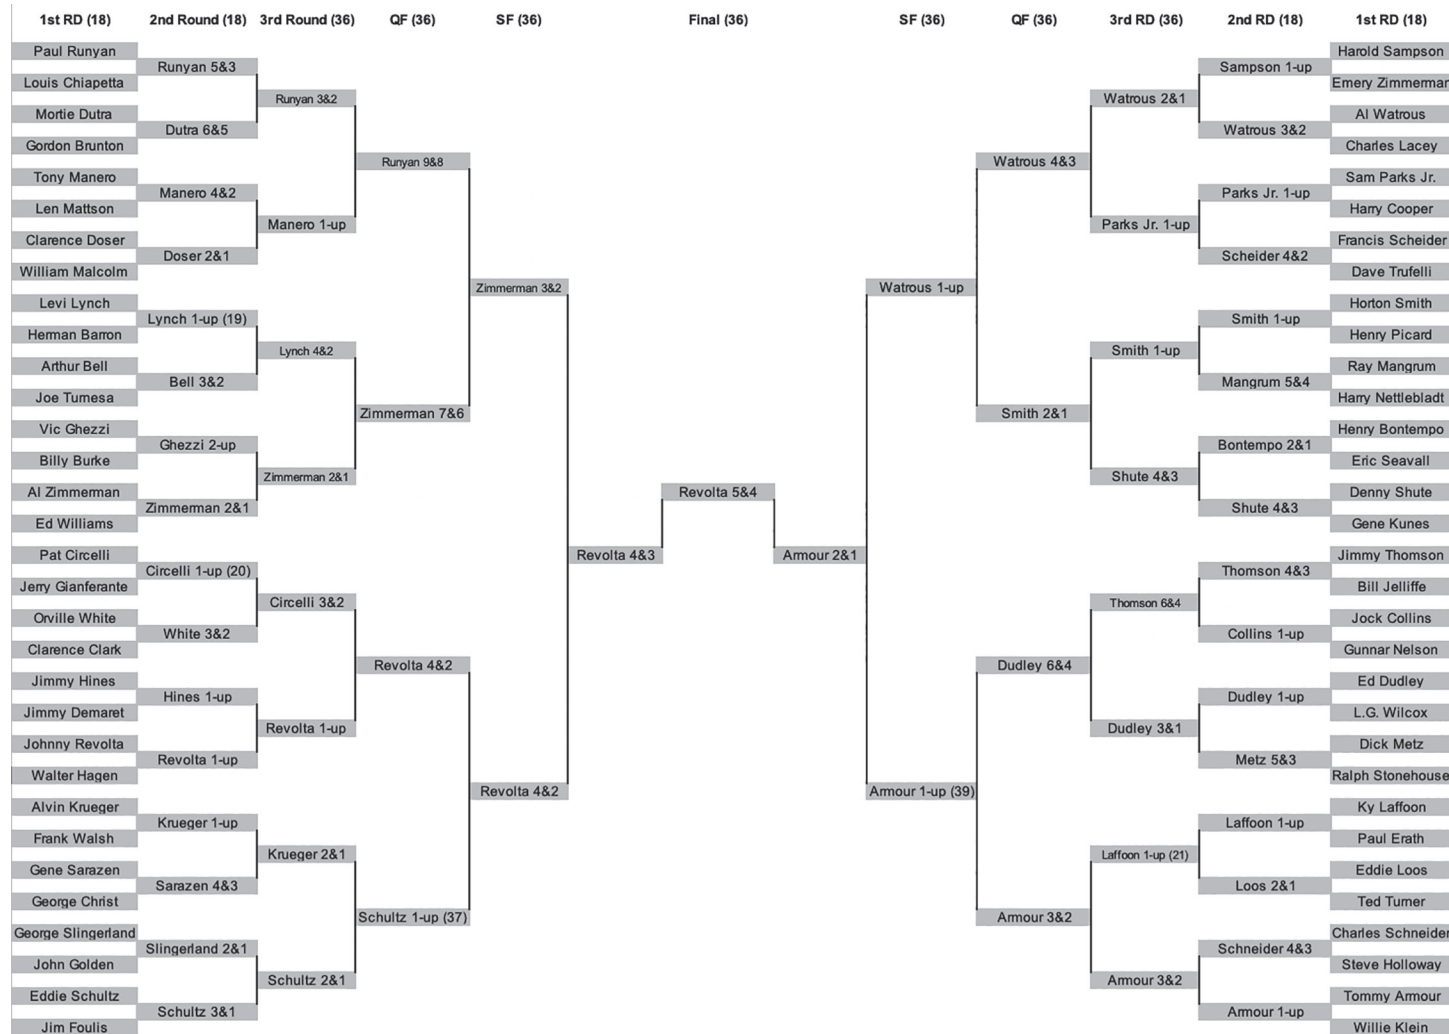 1st RD (18)
Paul Runyan
Louis Chiapetta
Mortie Dutra
Gordon Brunton
Tony Manero
Len Mattson
Clarence Doser
William Malcolm
Levi Lynch
Herman Barron
Arthur Bell
Joe Turnesa
Vic Ghezzi
Billy Burke
Al Zimmerman
Ed Williams
Pat Circelli
Jerry Gianferante
Orville White
Clarence Clark
Jimmy Hines
Jimmy Demaret
Johnny Revolta
Walter Hagen
Alvin Krueger
Frank Walsh
Gene Sarazen
George Christ
George Slingerland
John Golden
Eddie Schultz
Jim Foulis
2nd Round (18)
Runyan 5&3
Dutra 6&5
Manero 4&2
Doser 2&1
Lynch 1-up (19)
Bell 3&2
Ghezzi 2-up
Zimmerman 2&1
Circelli 1-up (20)
White 3&2
Hines 1-up
Revolta 1-up
Krueger 1-up
Sarazen 4&3
Slingerland 2&1
Schultz 3&1
3rd Round (36)
Runyan 3&2
Manero 1-up
Lynch 4&2
Zimmerman 2&1
Circelli 3&2
Revolta 1-up
Krueger 2&1
Schultz 2&1
QF (36)
Runyan 9&8
Zimmerman 7&6
Revolta 4&2
Schultz 1-up (37)
SF (36)
Zimmerman 3&2
Revolta 4&2
Final (36)
Revolta 4&3
Revolta 5&4
Armour 2&1
SF (36)
Watrous 1-up
Armour 1-up (39)
QF (36)
Watrous 4&3
Smith 2&1
Dudley 6&4
Armour 3&2
3rd RD (36)
Watrous 2&1
Parks Jr. 1-up
Smith 1-up
Shute 4&3
Thomson 6&4
Dudley 3&1
Laffoon 1-up (21)
Armour 3&2
2nd RD (18)
Sampson 1-up
Watrous 3&2
Parks Jr. 1-up
Scheider 4&2
Smith 1-up
Mangrum 5&4
Bontempo 2&1
Shute 4&3
Thomson 4&3
Collins 1-up
Dudley 1-up
Metz 5&3
Laffoon 1-up
Loos 2&1
Schneider 4&3
Armour 1-up
1st RD (18)
Harold Sampson
Emery Zimmerman
Al Watrous
Charles Lacey
Sam Parks Jr.
Harry Cooper
Francis Scheider
Dave Trufelli
Horton Smith
Henry Picard
Ray Mangrum
Harry Nettlebladt
Henry Bontempo
Eric Seavall
Denny Shute
Gene Kunes
Jimmy Thomson
Bill Jelliffe
Jock Collins
Gunnar Nelson
Ed Dudley
L.G. Wilcox
Dick Metz
Ralph Stonehouse
Ky Laffoon
Paul Erath
Eddie Loos
Ted Turner
Charles Schneider
Steve Holloway
Tommy Armour
Willie Klein